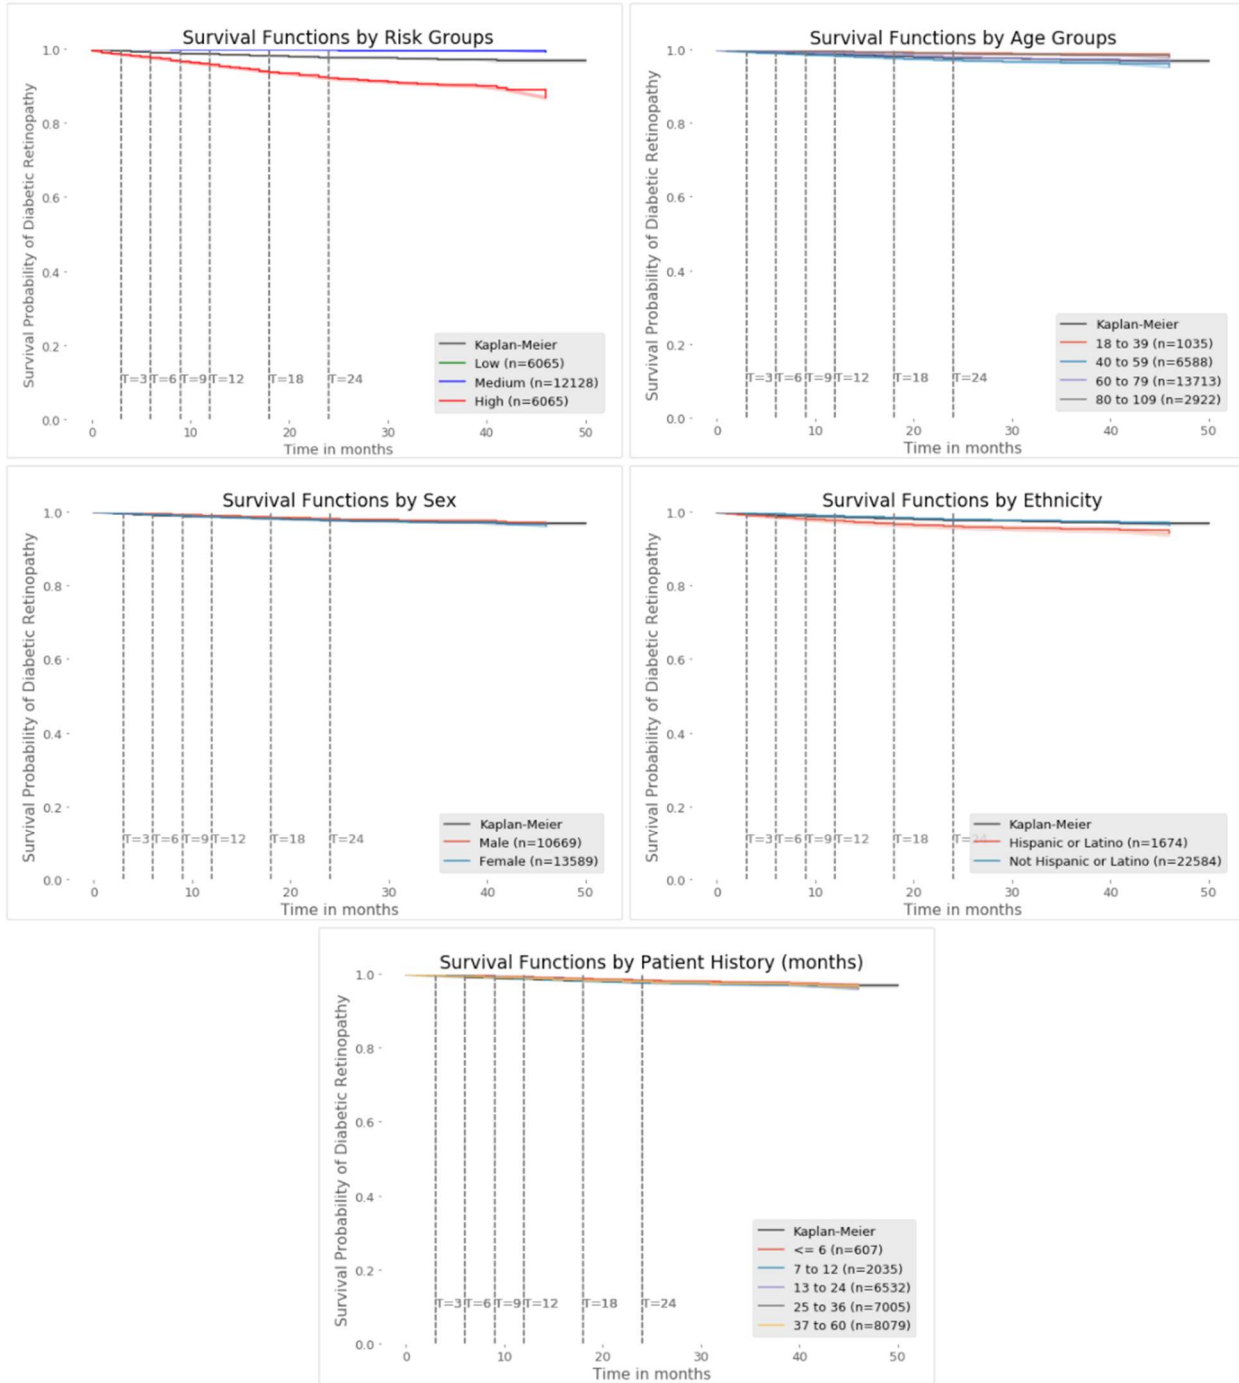 Survival Functions by Risk Groups
Survival Probability of Diabetic Retinopathy
1.0
0.8
0.6
0.4
0.2
0.0
T=3 T=6 T=9 T=12 T=18 T=24
Kaplan-Meier
Low (n=6065)
Medium (n=12128)
High (n=6065)
0 10 20 30 40 50
Time in months
Survival Functions by Age Groups
Survival Probability of Diabetic Retinopathy
1.0
0.8
0.6
0.4
0.2
0.0
T=3 T=6 T=9 T=12 T=18 T=24
Kaplan-Meier
18 to 39 (n=1035)
40 to 59 (n=6588)
60 to 79 (n=13713)
80 to 109 (n=2922)
0 10 20 30 40 50
Time in months
Survival Functions by Sex
Survival Probability of Diabetic Retinopathy
1.0
0.8
0.6
0.4
0.2
0.0
T=3 T=6 T=9 T=12 T=18 T=24
Kaplan-Meier
Male (n=10669)
Female (n=13589)
0 10 20 30 40 50
Time in months
Survival Functions by Ethnicity
Survival Probability of Diabetic Retinopathy
1.0
0.8
0.6
0.4
0.2
0.0
T=3 T=6 T=9 T=12 T=18 T=24
Kaplan-Meier
Hispanic or Latino (n=1674)
Not Hispanic or Latino (n=22584)
0 10 20 30 40 50
Time in months
Survival Functions by Patient History (months)
Survival Probability of Diabetic Retinopathy
1.0
0.8
0.6
0.4
0.2
0.0
T=3 T=6 T=9 T=12 T=18 T=24
Kaplan-Meier
<= 6 (n=607)
7 to 12 (n=2035)
13 to 24 (n=6532)
25 to 36 (n=7005)
37 to 60 (n=8079)
0 10 20 30 40 50
Time in months